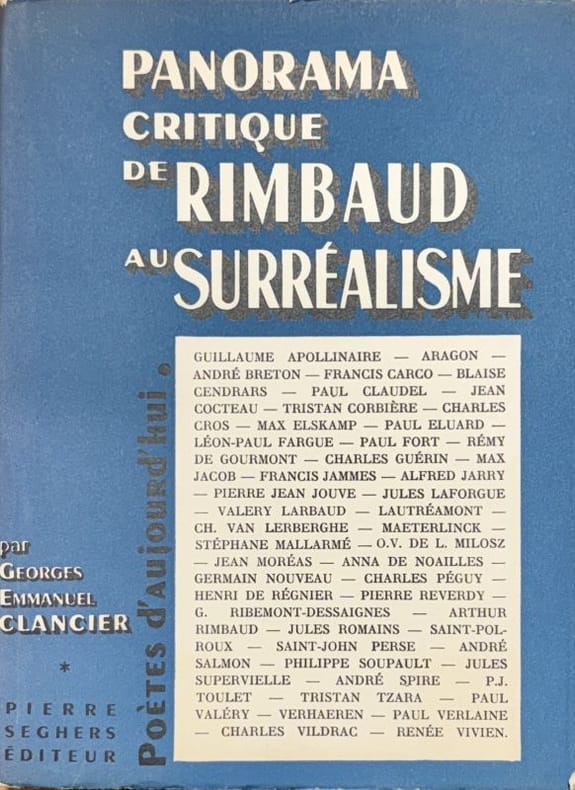 PANORAMA
CRITIQUE
DE RIMBAUD
AU SURRÉALISME
GUILLAUME APOLLINAIRE — ARAGON —
ANDRÉ BRETON — FRANCIS CARCO — BLAISE
CENDRARS — PAUL CLAUDEL — JEAN
COCTEAU — TRISTAN CORBIÈRE — CHARLES
CROS — MAX ELSKAMP — PAUL ELUARD —
LÉON-PAUL FARGUE — PAUL FORT — RÉMY
DE GOURMONT — CHARLES GUÉRIN — MAX
JACOB — FRANCIS JAMMES — ALFRED JARRY
— PIERRE JEAN JOUVE — JULES LAFORGUE
— VALERY LARBAUD — LAUTRÉAMONT —
CH. VAN LERBERGHE — MAETERLINCK —
STÉPHANE MALLARMÉ — O.V. DE L. MILOSZ
— JEAN MORÉAS — ANNA DE NOAILLES —
GERMAIN NOUVEAU — CHARLES PÉGUY —
HENRI DE RÉGNIER — PIERRE REVERDY —
G. RIBEMONT-DESSAIGNES — ARTHUR
RIMBAUD — JULES ROMAINS — SAINT-POL-
ROUX — SAINT-JOHN PERSE — ANDRÉ
SALMON — PHILIPPE SOUPAULT — JULES
SUPERVIELLE — ANDRÉ SPIRE — P.J.
TOULET — TRISTAN TZARA — PAUL
VALÉRY — VERHAEREN — PAUL VERLAINE
— CHARLES VILDRAC — RENÉE VIVIEN.
Poètes d'aujourd'hui.
par
GEORGES
EMMANUEL
CLANCIER
*
PIERRE
SEGHERS
ÉDITEUR